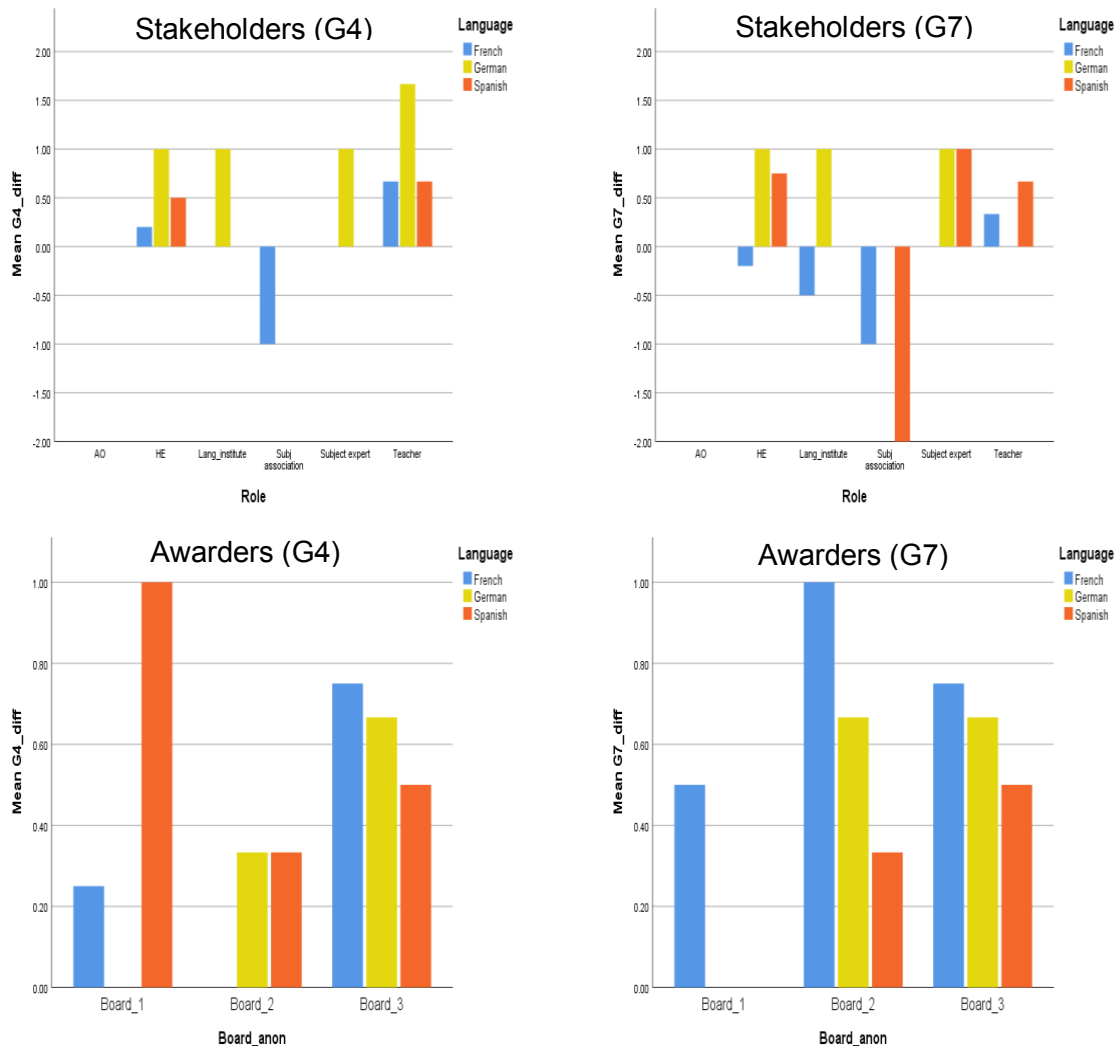 Stakeholders (G4)
Language
French
German
Spanish
Mean G4_diff
2.00
1.50
1.00
0.50
0.00
-0.50
-1.00
-1.50
-2.00
AO
HE
Lang_institute
Subj
association
Subject expert
Teacher
Role
Stakeholders (G7)
Language
French
German
Spanish
Mean G7_diff
2.00
1.50
1.00
0.50
0.00
-0.50
-1.00
-1.50
-2.00
AO
HE
Lang_institute
Subj
association
Subject expert
Teacher
Role
Awarders (G4)
Language
French
German
Spanish
Mean G4_diff
1.00
0.80
0.60
0.40
0.20
0.00
Board_1
Board_2
Board_3
Board_anon
Awarders (G7)
Language
French
German
Spanish
Mean G7_diff
1.00
0.80
0.60
0.40
0.20
0.00
Board_1
Board_2
Board_3
Board_anon